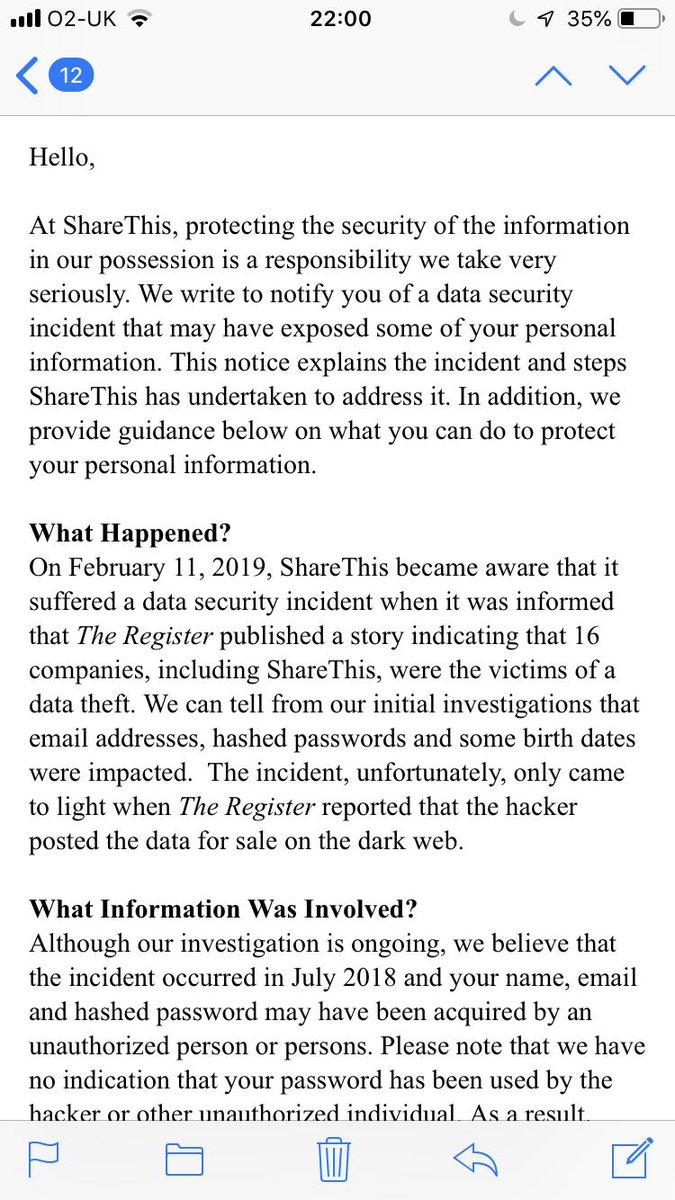 O2-UK 22:00 35%
12
Hello,
At ShareThis, protecting the security of the information
in our possession is a responsibility we take very
seriously. We write to notify you of a data security
incident that may have exposed some of your personal
information. This notice explains the incident and steps
ShareThis has undertaken to address it. In addition, we
provide guidance below on what you can do to protect
your personal information.
What Happened?
On February 11, 2019, ShareThis became aware that it
suffered a data security incident when it was informed
that The Register published a story indicating that 16
companies, including ShareThis, were the victims of a
data theft. We can tell from our initial investigations that
email addresses, hashed passwords and some birth dates
were impacted.  The incident, unfortunately, only came
to light when The Register reported that the hacker
posted the data for sale on the dark web.
What Information Was Involved?
Although our investigation is ongoing, we believe that
the incident occurred in July 2018 and your name, email
and hashed password may have been acquired by an
unauthorized person or persons. Please note that we have
no indication that your password has been used by the
hacker or other unauthorized individual. As a result,